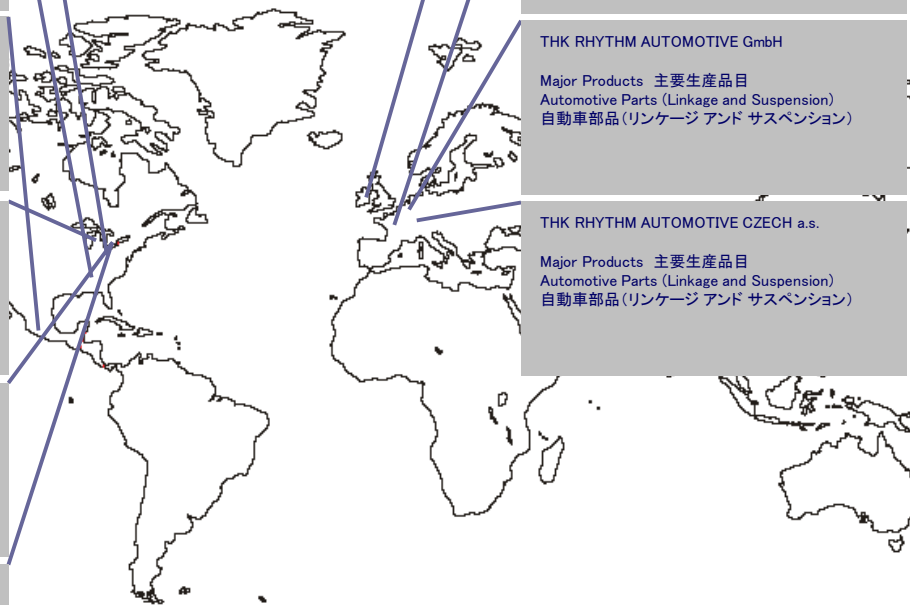 THK RHYTHM AUTOMOTIVE GmbH
Major Products 主要生産品目
Automotive Parts (Linkage and Suspension)
自動車部品(リンケージ アンド サスペンション)
THK RHYTHM AUTOMOTIVE CZECH a.s.
Major Products 主要生産品目
Automotive Parts (Linkage and Suspension)
自動車部品(リンケージ アンド サスペンション)